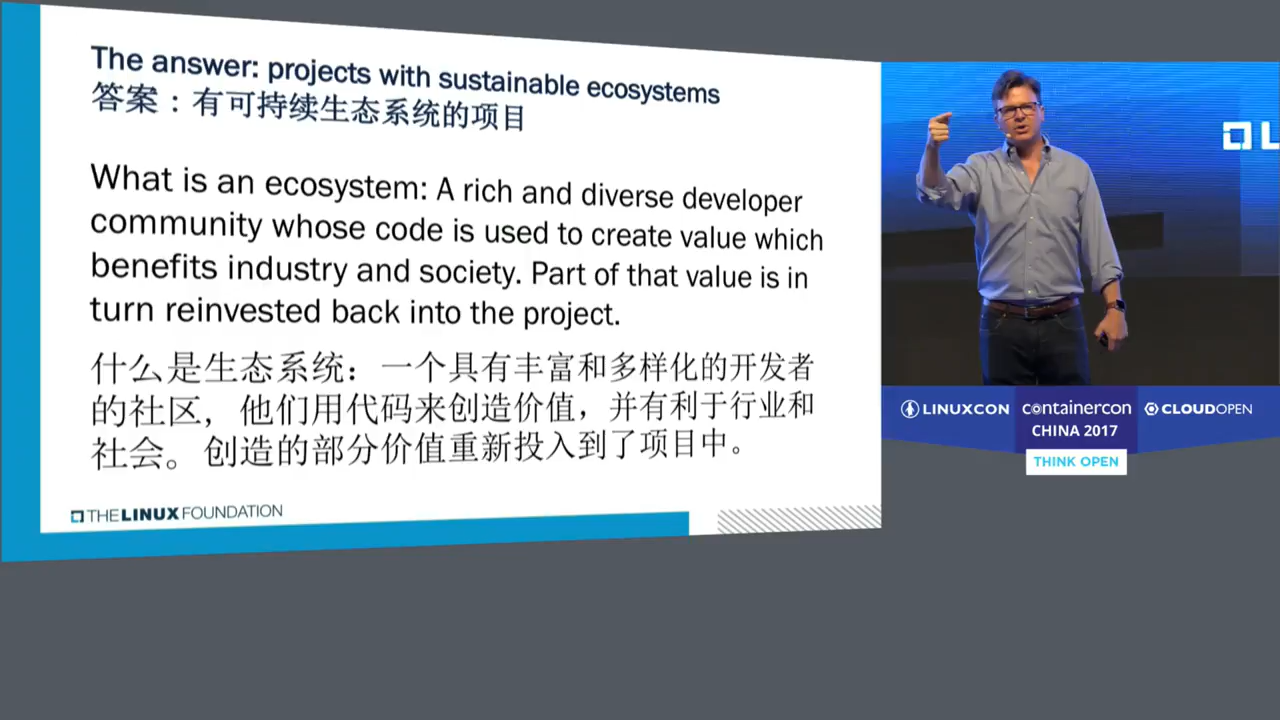 The answer: projects with sustainable ecosystems
答案：有可持续生态系统的项目
What is an ecosystem: A rich and diverse developer
community whose code is used to create value which
benefits industry and society. Part of that value is in
turn reinvested back into the project.
什么是生态系统：一个具有丰富和多样化的开发者
的社区，他们用代码来创造价值，并有利于行业和
社会。创造的部分价值重新投入到了项目中。
THE LINUX FOUNDATION
LINUXCON containercon CLOUDOPEN
CHINA 2017
THINK OPEN